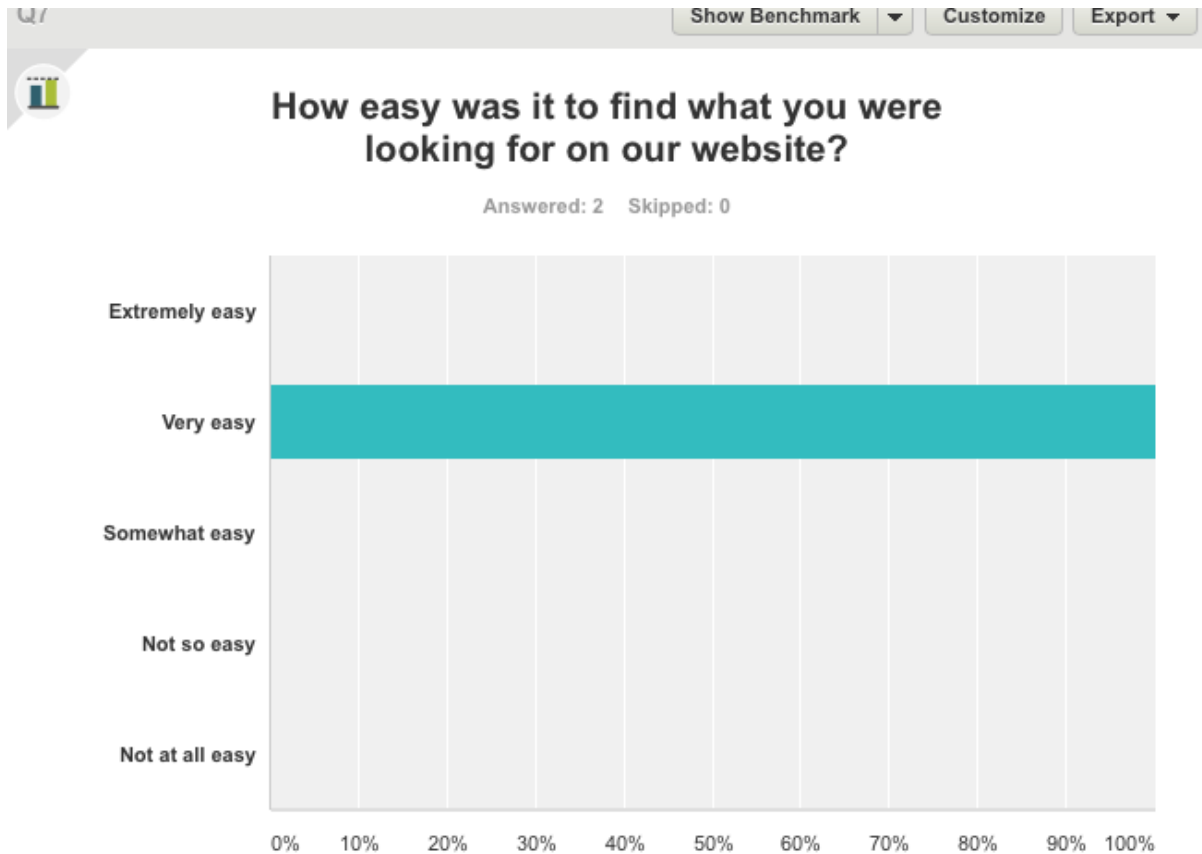 Q7
Show Benchmark
Customize
Export
How easy was it to find what you were
looking for on our website?
Answered: 2 Skipped: 0
Extremely easy
Very easy
Somewhat easy
Not so easy
Not at all easy
0% 10% 20% 30% 40% 50% 60% 70% 80% 90% 100%